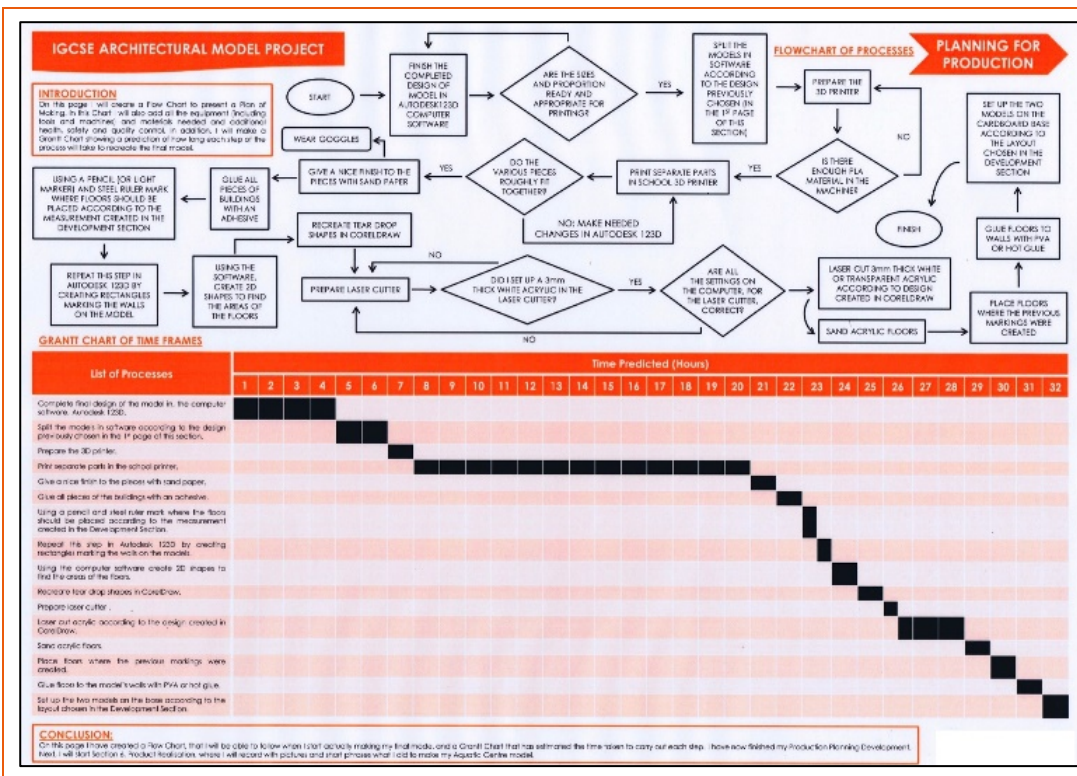 IGCSE ARCHITECTURAL MODEL PROJECT
FLOWCHART OF PROCESSES
PLANNING FOR
PRODUCTION
INTRODUCTION
On this page I will create a Flow Chart to present a Plan of
Making. In this Chart I will also add all the equipment (including
tools and machines) and materials needed and additional
health, safety and quality control. In addition, I will make a
Grantt Chart showing a prediction of how long each step of the
process will take to recreate the final model.
START
FINISH THE
COMPLETED
DESIGN OF
MODEL IN
AUTODESK123D
COMPUTER
SOFTWARE
ARE THE SIZES
AND PROPORTION
READY AND
APPROPRIATE FOR
PRINTING?
YES
SPLIT THE
MODELS IN
SOFTWARE
ACCORDING
TO THE DESIGN
PREVIOUSLY
CHOSEN (IN
THE 1ST PAGE OF
THIS SECTION)
PREPARE THE
3D PRINTER
NO
IS THERE
ENOUGH PLA
MATERIAL IN THE
MACHINE?
YES
PRINT SEPARATE PARTS
IN SCHOOL 3D PRINTER
DO THE
VARIOUS PIECES
ROUGHLY FIT
TOGETHER?
NO: MAKE NEEDED
CHANGES IN AUTODESK 123D
YES
GIVE A NICE FINISH TO THE
PIECES WITH SAND PAPER
WEAR GOGGLES
GLUE ALL
PIECES OF
BUILDINGS
WITH AN
ADHESIVE
USING A PENCIL (OR LIGHT
MARKER) AND STEEL RULER MARK
WHERE FLOORS SHOULD BE
PLACED ACCORDING TO THE
MEASUREMENT CREATED IN THE
DEVELOPMENT SECTION
REPEAT THIS STEP IN
AUTODESK 123D BY
CREATING RECTANGLES
MARKING THE WALLS
ON THE MODEL
USING THE
SOFTWARE,
CREATE 2D
SHAPES TO FIND
THE AREAS OF
THE FLOORS
RECREATE TEAR DROP
SHAPES IN CORELDRAW
PREPARE LASER CUTTER
NO
DID I SET UP A 3mm
THICK WHITE ACRYLIC IN THE
LASER CUTTER?
YES
ARE ALL
THE SETTINGS
ON THE
COMPUTER, FOR
THE LASER CUTTER,
CORRECT?
NO
LASER CUT 3mm THICK WHITE
OR TRANSPARENT ACRYLIC
ACCORDING TO DESIGN
CREATED IN CORELDRAW
SAND ACRYLIC FLOORS
PLACE FLOORS
WHERE THE PREVIOUS
MARKINGS WERE
CREATED
GLUE FLOORS TO
WALLS WITH PVA
OR HOT GLUE
SET UP THE TWO
MODELS ON THE
CARDBOARD BASE
ACCORDING TO
THE LAYOUT
CHOSEN IN THE
DEVELOPMENT
SECTION
FINISH
GRANTT CHART OF TIME FRAMES
List of Processes
Time Predicted (Hours)
1 2 3 4 5 6 7 8 9 10 11 12 13 14 15 16 17 18 19 20 21 22 23 24 25 26 27 28 29 30 31 32
Complete final design of the model in, the computer
software, Autodesk 123D.
Split the models in software according to the design
previously chosen in the 1st page of this section.
Prepare the 3D printer.
Print separate parts in the school printer.
Give a nice finish to the pieces with sand paper.
Glue all pieces of the buildings with an adhesive.
Using a pencil and steel ruler mark where the floors
should be placed according to the measurement
created in the Development Section.
Repeat this step in Autodesk 123D by creating
rectangles marking the walls on the models.
Using the computer software create 2D shapes to
find the areas of the floors.
Recreate tear drop shapes in CorelDraw.
Prepare laser cutter .
Laser cut acrylic according to the design created in
CorelDraw.
Sand acrylic floors.
Place floors where the previous markings were
created.
Glue floors to the model's walls with PVA or hot glue.
Set up the two models on the base according to the
layout chosen in the Development Section.
CONCLUSION:
On this page I have created a Flow Chart, that I will be able to follow when I start actually making my final mode, and a Grantt Chart that has estimated the time taken to carry out each step. I have now finished my Production Planning Development.
Next, I will start Section 6, Product Realisation, where I will record with pictures and short phrases what I did to make my Aquatic Centre model.